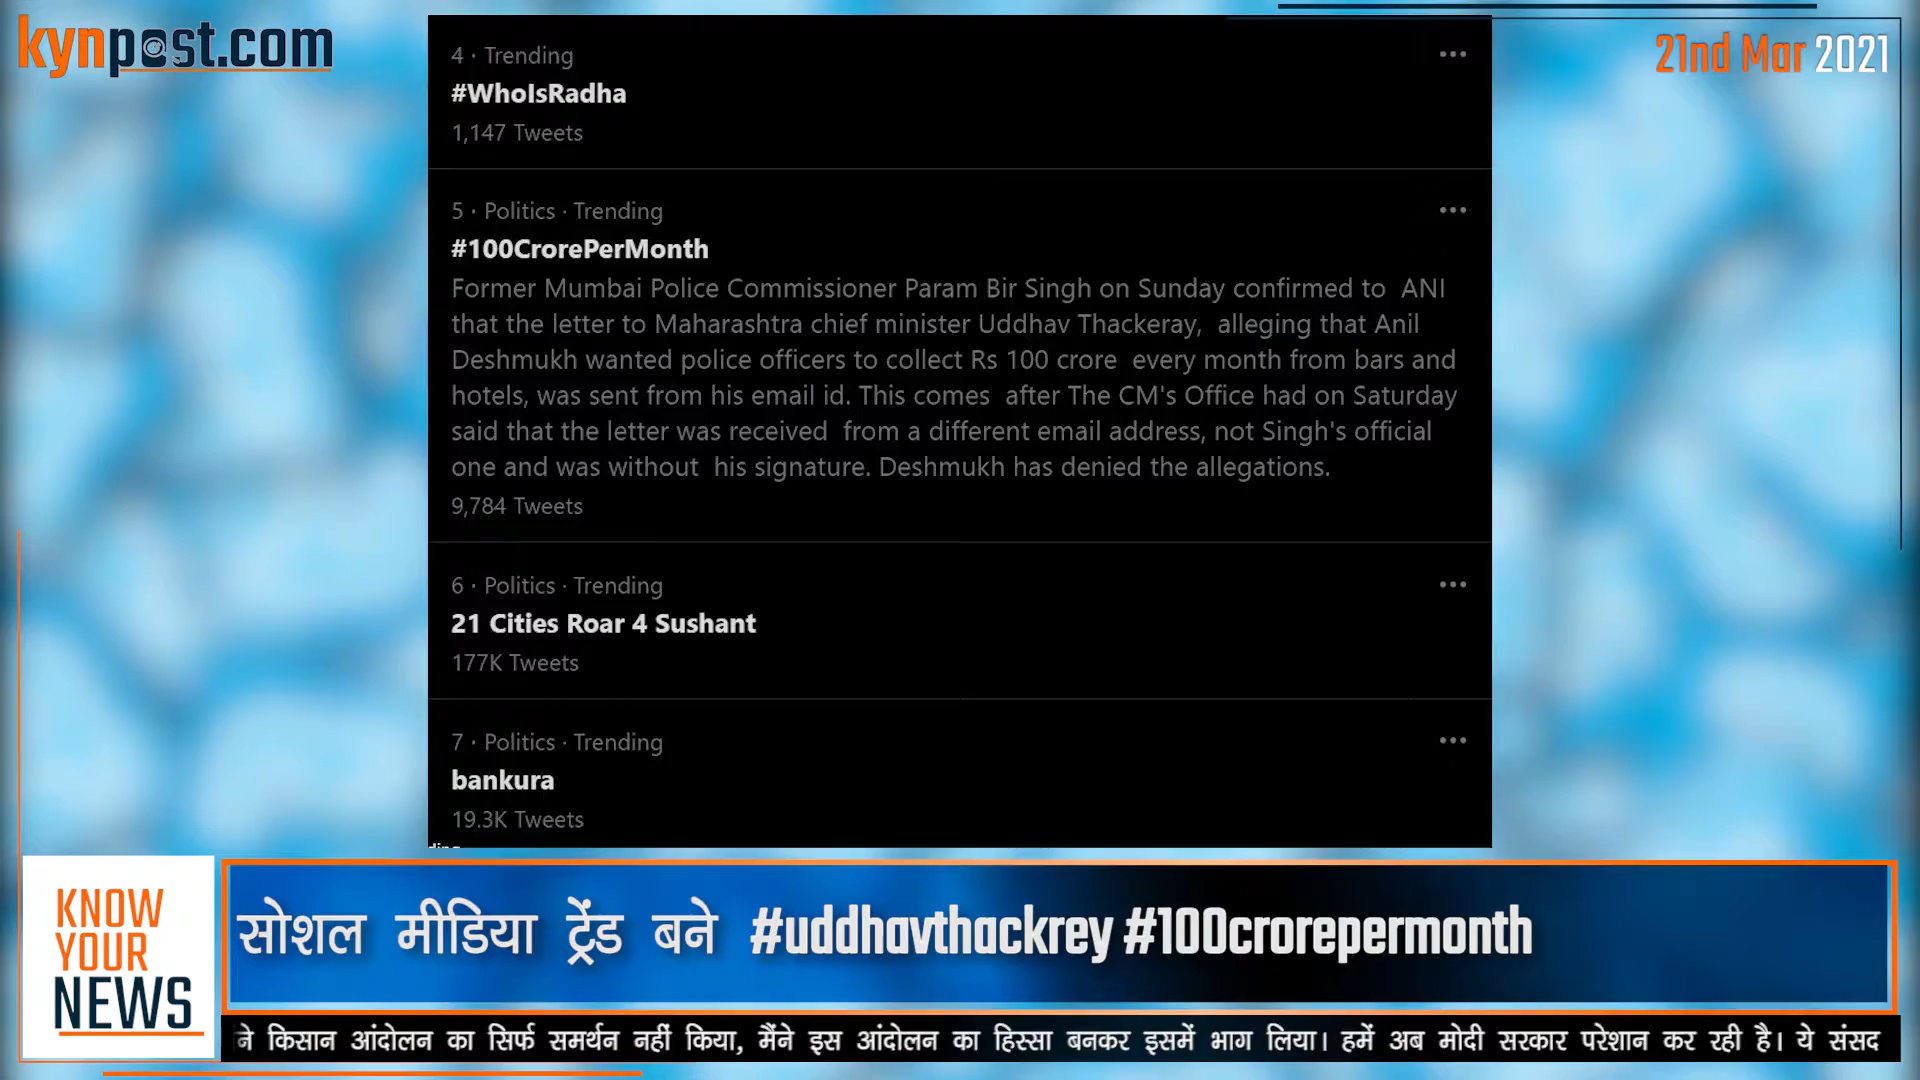 kynpost.com
21nd Mar 2021
4 · Trending
#WhoIsRadha
1,147 Tweets
5 · Politics · Trending
#100CrorePerMonth
Former Mumbai Police Commissioner Param Bir Singh on Sunday confirmed to ANI
that the letter to Maharashtra chief minister Uddhav Thackeray, alleging that Anil
Deshmukh wanted police officers to collect Rs 100 crore every month from bars and
hotels, was sent from his email id. This comes after The CM's Office had on Saturday
said that the letter was received from a different email address, not Singh's official
one and was without his signature. Deshmukh has denied the allegations.
9,784 Tweets
6 · Politics · Trending
21 Cities Roar 4 Sushant
177K Tweets
7 · Politics · Trending
bankura
19.3K Tweets
KNOW
YOUR
NEWS
सोशल मीडिया ट्रेंड बने #uddhavthackrey #100crorepermonth
ने किसान आंदोलन का सिर्फ समर्थन नहीं किया, मैंने इस आंदोलन का हिस्सा बनकर इसमें भाग लिया। हमें अब मोदी सरकार परेशान कर रही है। ये संसद